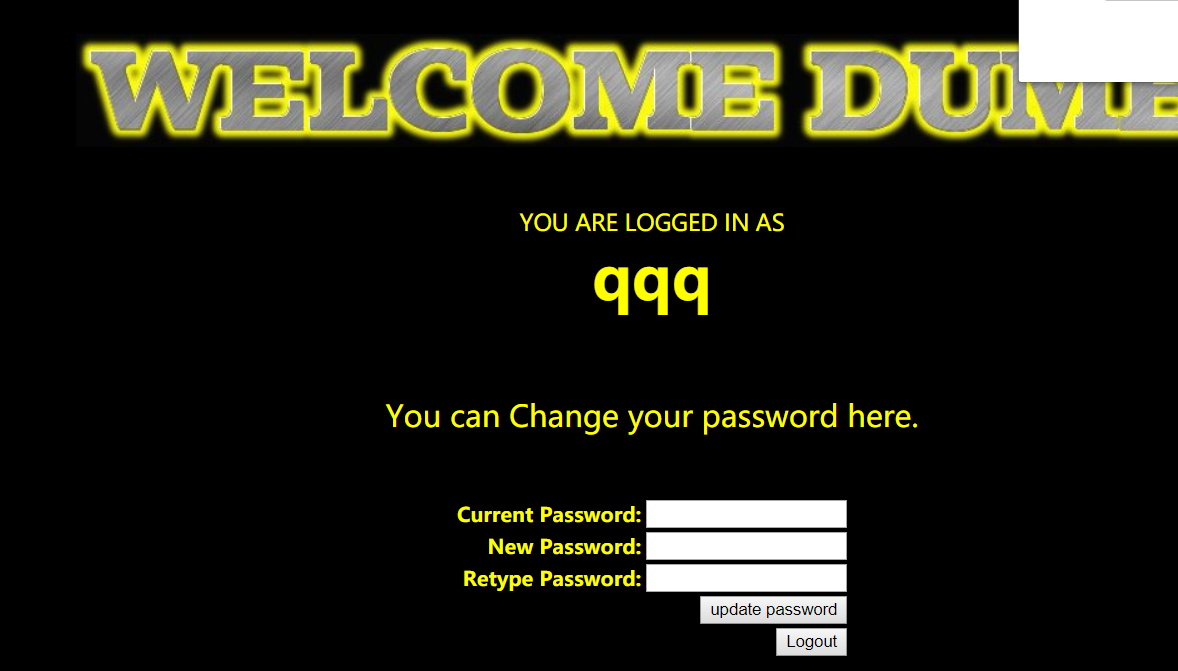 WELCOME DUM
YOU ARE LOGGED IN AS
qqq
You can Change your password here.
Current Password:
New Password:
Retype Password:
update password
Logout